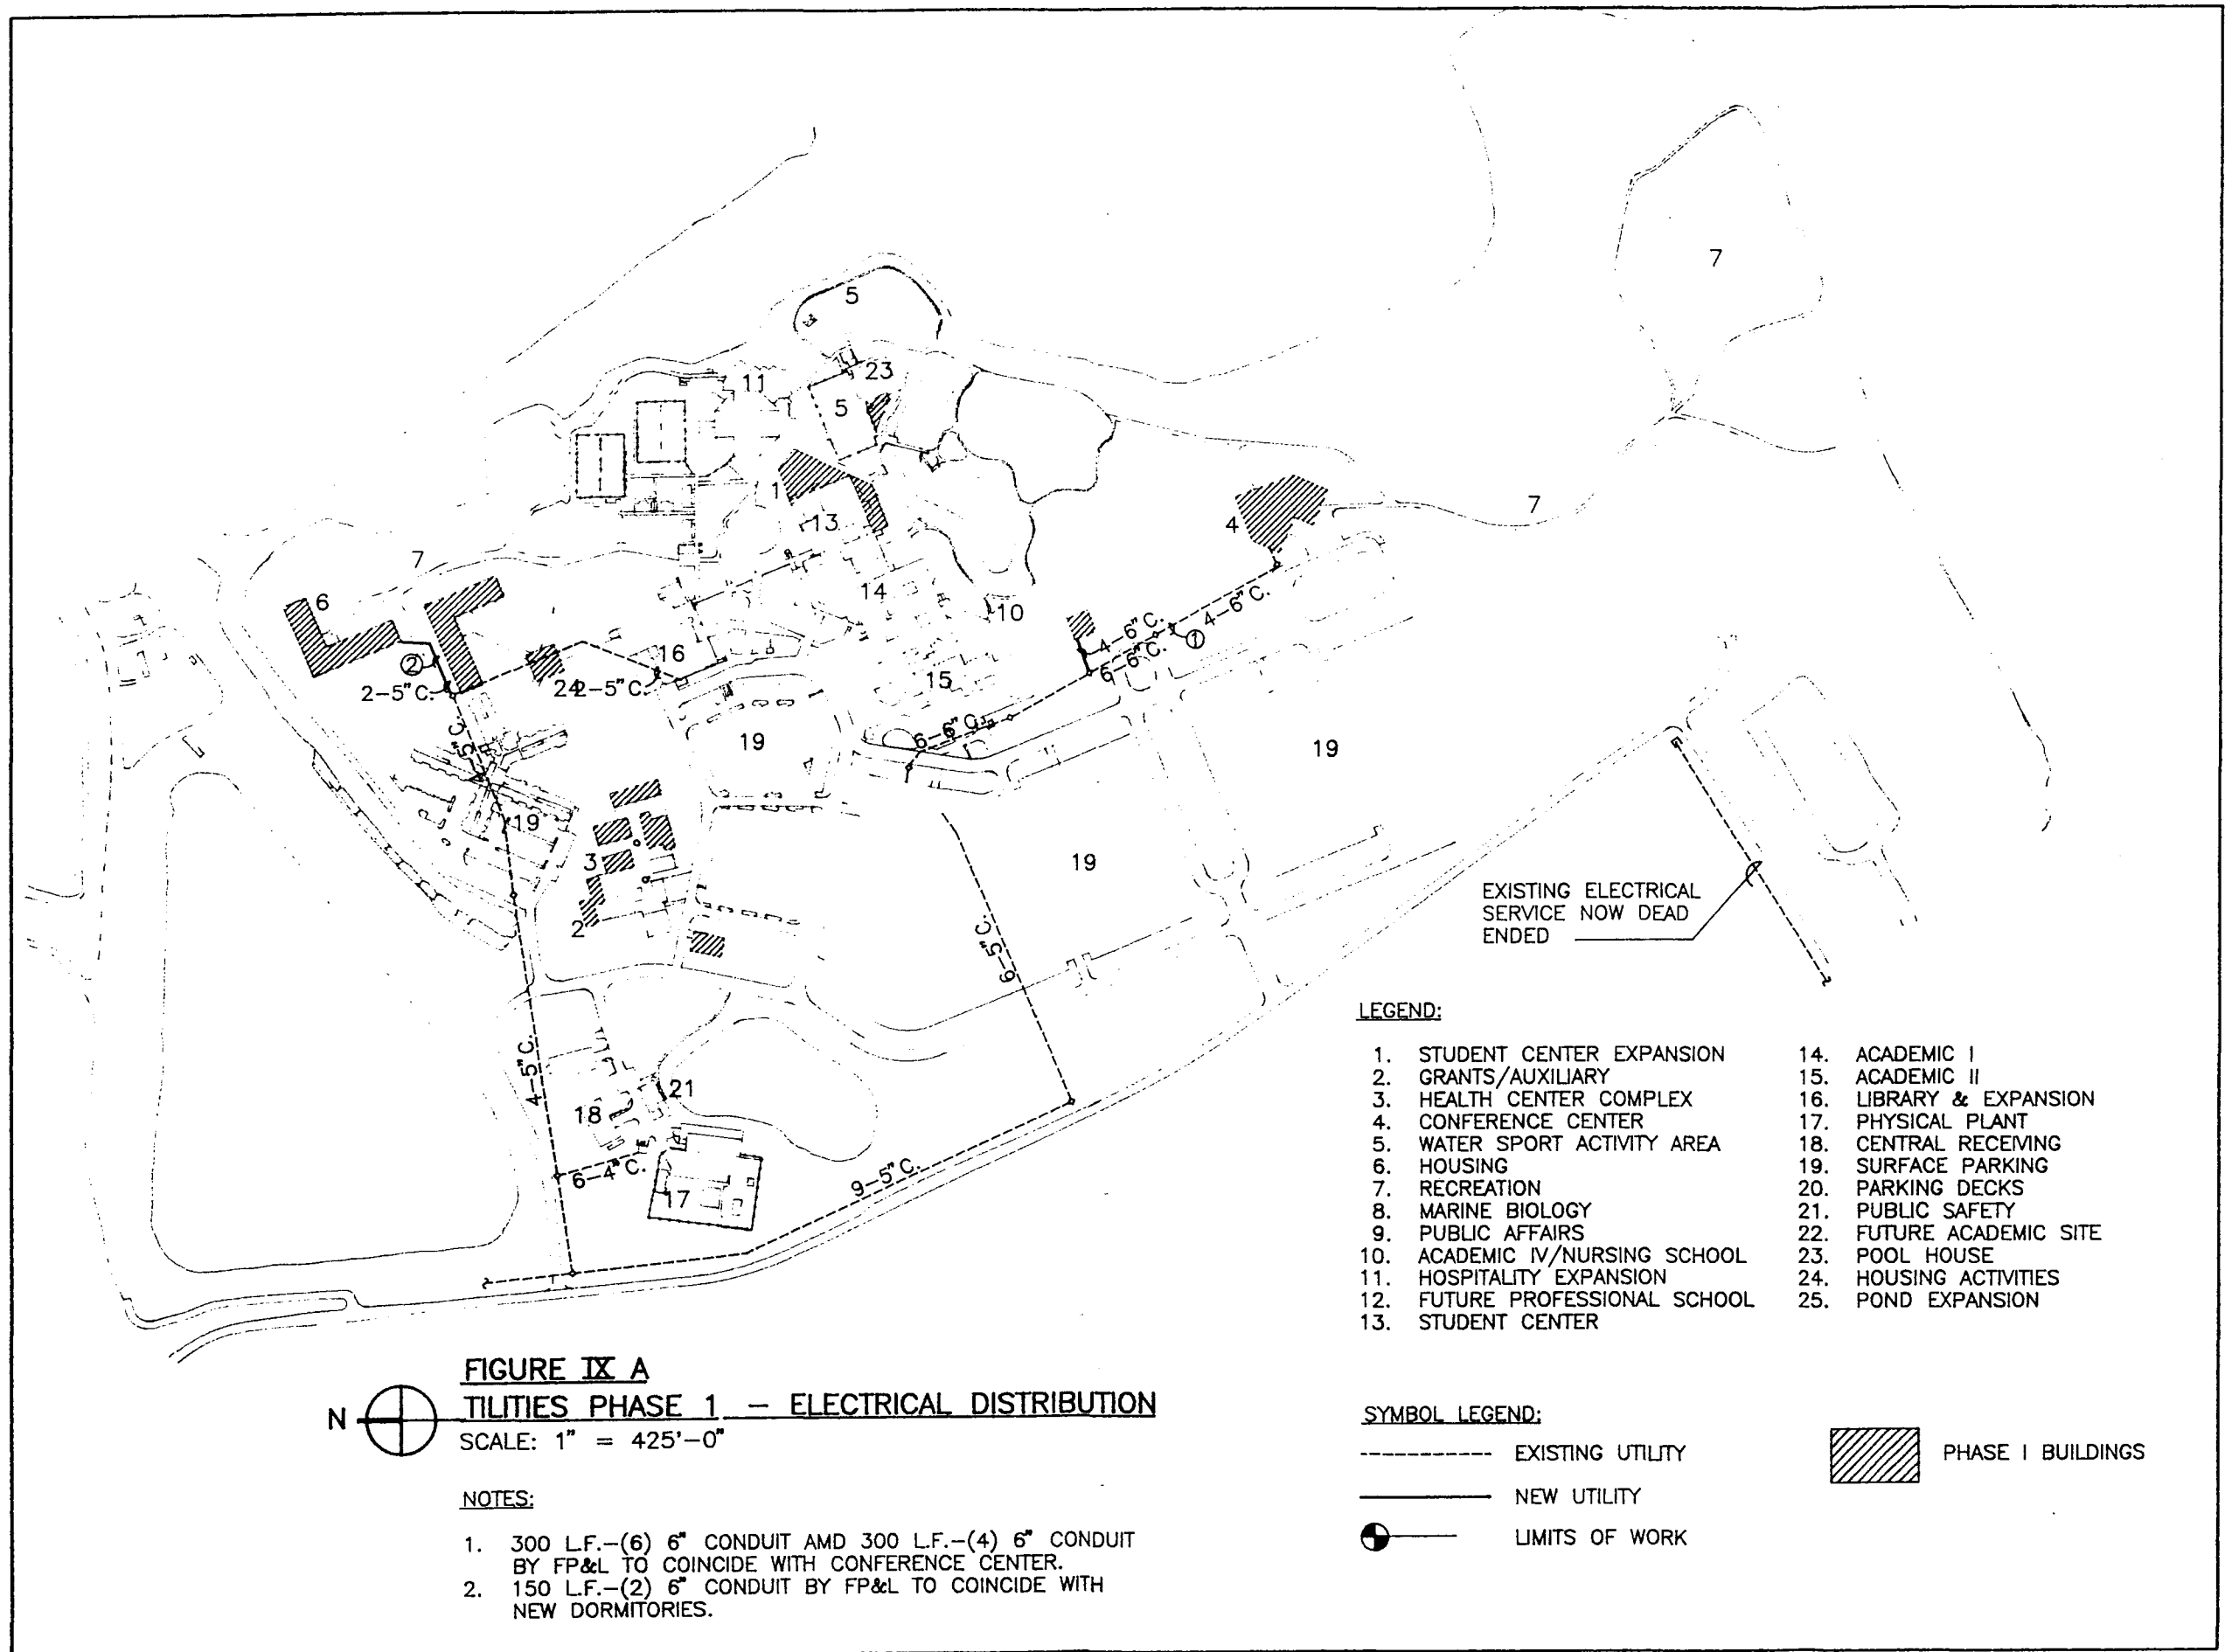 7
5
23
11
5
1
13
7
4
7
6
14
10
4-6"C.
4-6"C.
1
6-6"C.
2
16
2-5"C.
24
2-5"C.
15
6-6"C.
19
19
19
3
19
2
6-5"C.
EXISTING ELECTRICAL
SERVICE NOW DEAD
ENDED
4-5"C.
21
18
6-4"C.
17
9-5"C.
LEGEND:
1. STUDENT CENTER EXPANSION
2. GRANTS/AUXILIARY
3. HEALTH CENTER COMPLEX
4. CONFERENCE CENTER
5. WATER SPORT ACTIVITY AREA
6. HOUSING
7. RECREATION
8. MARINE BIOLOGY
9. PUBLIC AFFAIRS
10. ACADEMIC IV/NURSING SCHOOL
11. HOSPITALITY EXPANSION
12. FUTURE PROFESSIONAL SCHOOL
13. STUDENT CENTER
14. ACADEMIC I
15. ACADEMIC II
16. LIBRARY & EXPANSION
17. PHYSICAL PLANT
18. CENTRAL RECEIVING
19. SURFACE PARKING
20. PARKING DECKS
21. PUBLIC SAFETY
22. FUTURE ACADEMIC SITE
23. POOL HOUSE
24. HOUSING ACTIVITIES
25. POND EXPANSION
FIGURE IX A
TILITIES PHASE 1 – ELECTRICAL DISTRIBUTION
N
SCALE: 1" = 425'-0"
NOTES:
1. 300 L.F.-(6) 6" CONDUIT AMD 300 L.F.-(4) 6" CONDUIT
BY FP&L TO COINCIDE WITH CONFERENCE CENTER.
2. 150 L.F.-(2) 6" CONDUIT BY FP&L TO COINCIDE WITH
NEW DORMITORIES.
SYMBOL LEGEND:
EXISTING UTILITY
NEW UTILITY
LIMITS OF WORK
PHASE I BUILDINGS